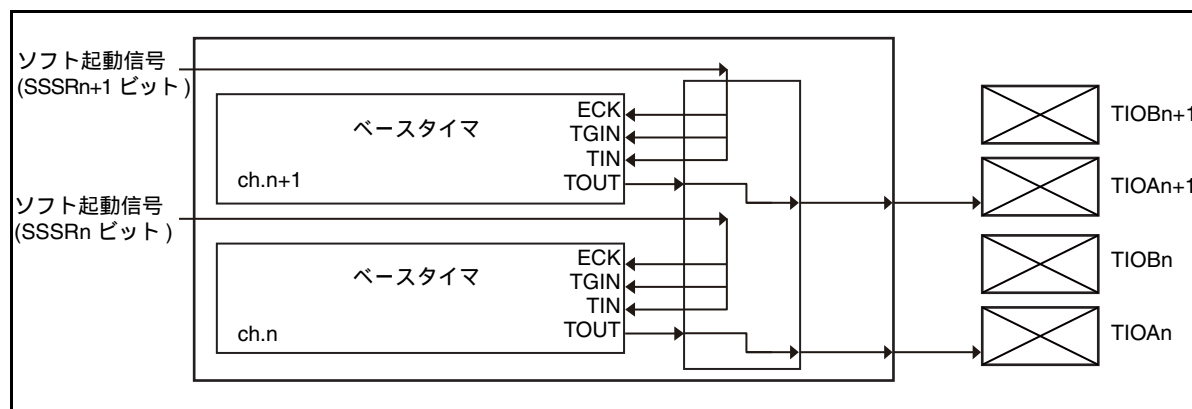 ソフト起動信号
(SSSRn+1 ビット )
ベースタイマ
ch.n+1
ECK
TGIN
TIN
TOUT
TIOBn+1
TIOAn+1
ソフト起動信号
(SSSRn ビット )
ベースタイマ
ch.n
ECK
TGIN
TIN
TOUT
TIOBn
TIOAn